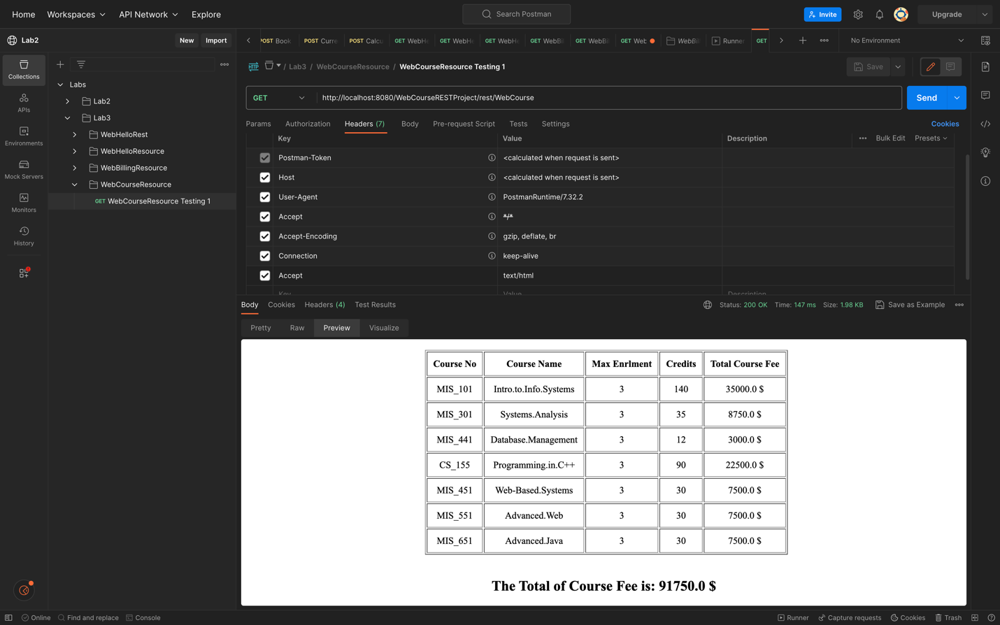 Home Workspaces API Network Explore Search Postman Invite Upgrade
Lab2 New Import
POST Book POST Curre POST Calcu GET WebHe GET WebHe GET WebHe GET WebBi GET WebBi GET Wet WebBil Runner GET No Environment
Collections
APIs
Environments
Mock Servers
Monitors
History
Labs
Lab2
Lab3
WebHelloRest
WebHelloResource
WebBillingResource
WebCourseResource
GET WebCourseResource Testing 1
HTTP / Lab3 / WebCourseResource / WebCourseResource Testing 1 Save
GET http://localhost:8080/WebCourseRESTProject/rest/WebCourse Send
Params Authorization Headers (7) Body Pre-request Script Tests Settings Cookies
Key Value Description Bulk Edit Presets
Postman-Token <calculated when request is sent>
Host <calculated when request is sent>
User-Agent PostmanRuntime/7.32.2
Accept */*
Accept-Encoding gzip, deflate, br
Connection keep-alive
Accept text/html
Key Value Description
Body Cookies Headers (4) Test Results Status: 200 OK Time: 147 ms Size: 1.98 KB Save as Example
Pretty Raw Preview Visualize
Course No Course Name Max Enrlment Credits Total Course Fee
MIS_101 Intro.to.Info.Systems 3 140 35000.0 $
MIS_301 Systems.Analysis 3 35 8750.0 $
MIS_441 Database.Management 3 12 3000.0 $
CS_155 Programming.in.C++ 3 90 22500.0 $
MIS_451 Web-Based.Systems 3 30 7500.0 $
MIS_551 Advanced.Web 3 30 7500.0 $
MIS_651 Advanced.Java 3 30 7500.0 $
The Total of Course Fee is: 91750.0 $
Online Find and replace Console Runner Capture requests Cookies Trash